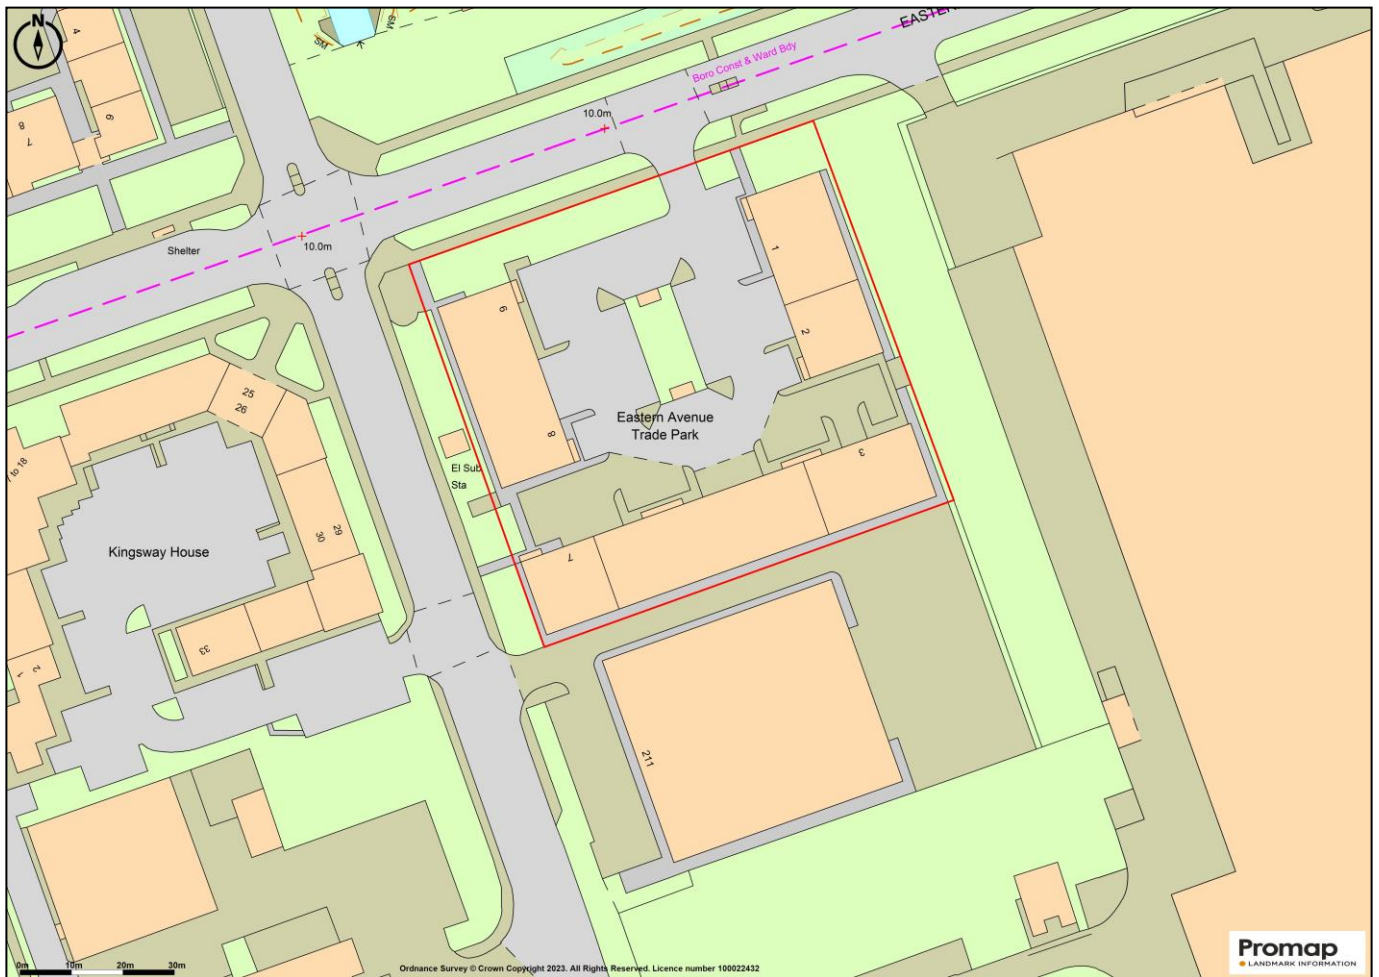 N
4
6
8
7
SM
SM
EASTER
Boro Const & Ward Bdy
10.0m
10.0m
Shelter
1
2
6
8
25
26
Eastern Avenue
Trade Park
El Sub
Sta
3
7
to 18
29
30
Kingsway House
33
2
1
211
0m 10m 20m 30m
Ordnance Survey © Crown Copyright 2023. All Rights Reserved. Licence number 100022432
Promap
LANDMARK INFORMATION